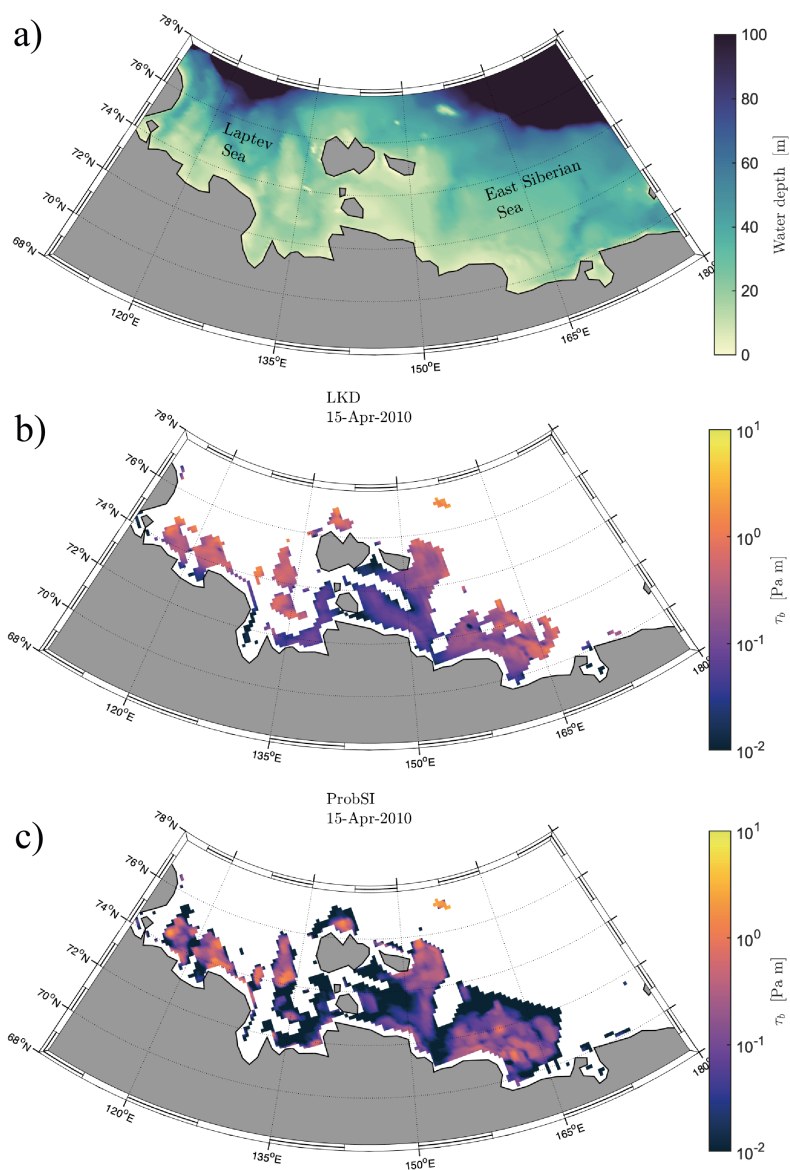 a)
78°N
76°N
74°N
72°N
70°N
68°N
120°E
135°E
150°E
165°E
180°
Laptev
Sea
East Siberian
Sea
100
80
60
40
20
0
Water depth [m]
LKD
15-Apr-2010
b)
78°N
76°N
74°N
72°N
70°N
68°N
120°E
135°E
150°E
165°E
180°
10¹
10⁰
10⁻¹
10⁻²
τb [Pa m]
ProbSI
15-Apr-2010
c)
78°N
76°N
74°N
72°N
70°N
68°N
120°E
135°E
150°E
165°E
180°
10¹
10⁰
10⁻¹
10⁻²
τb [Pa m]